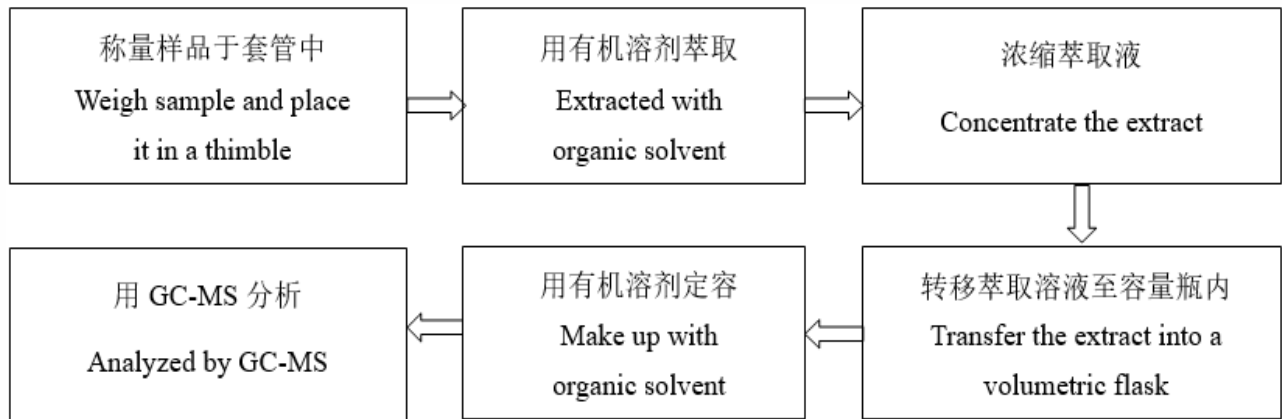 称量样品于套管中
Weigh sample and place
it in a thimble
用有机溶剂萃取
Extracted with
organic solvent
浓缩萃取液
Concentrate the extract
转移萃取溶液至容量瓶内
Transfer the extract into a
volumetric flask
用有机溶剂定容
Make up with
organic solvent
用 GC-MS 分析
Analyzed by GC-MS